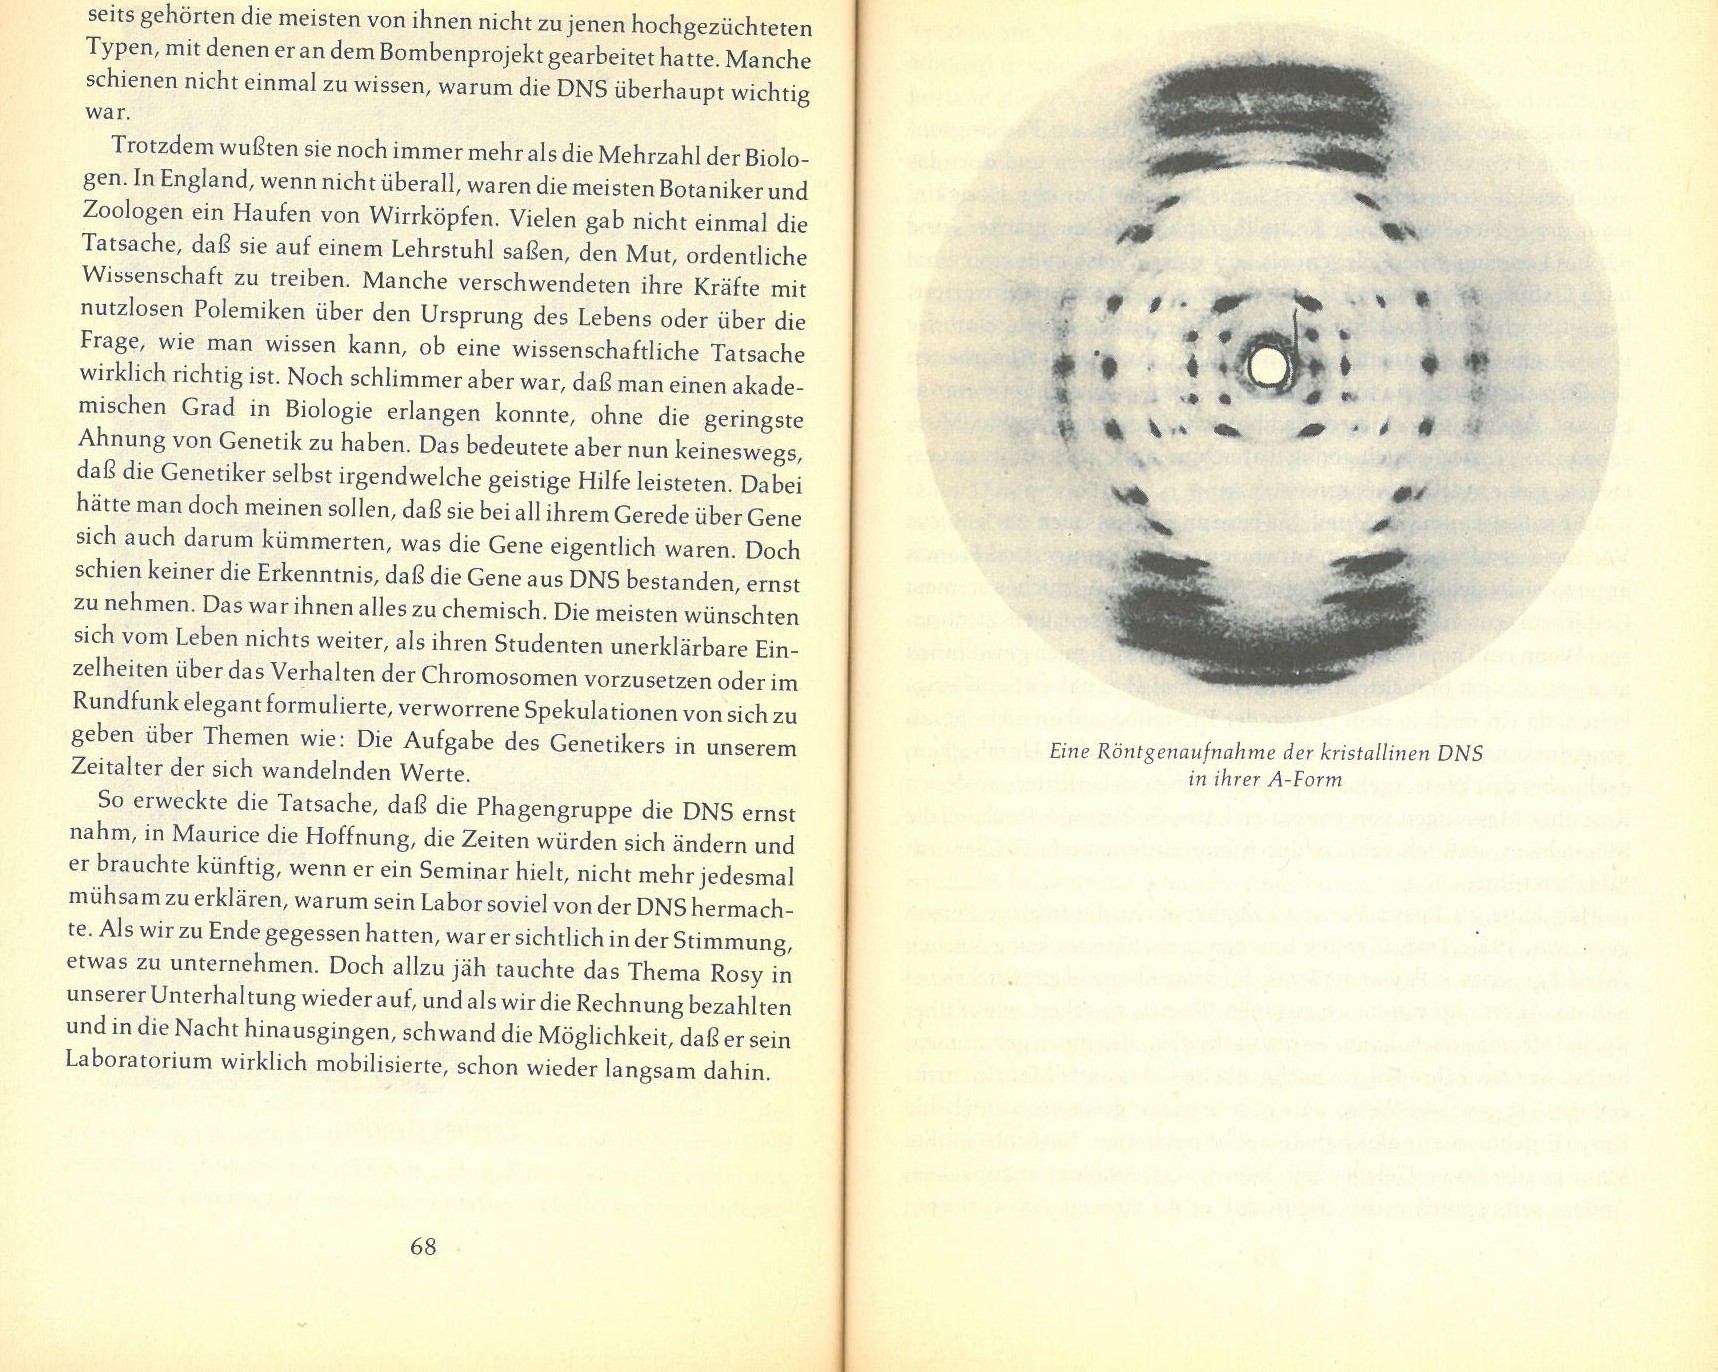 seits gehörten die meisten von ihnen nicht zu jenen hochgezüchteten
Typen, mit denen er an dem Bombenprojekt gearbeitet hatte. Manche
schienen nicht einmal zu wissen, warum die DNS überhaupt wichtig
war.
Trotzdem wußten sie noch immer mehr als die Mehrzahl der Biolo-
gen. In England, wenn nicht überall, waren die meisten Botaniker und
Zoologen ein Haufen von Wirrköpfen. Vielen gab nicht einmal die
Tatsache, daß sie auf einem Lehrstuhl saßen, den Mut, ordentliche
Wissenschaft zu treiben. Manche verschwendeten ihre Kräfte mit
nutzlosen Polemiken über den Ursprung des Lebens oder über die
Frage, wie man wissen kann, ob eine wissenschaftliche Tatsache
wirklich richtig ist. Noch schlimmer aber war, daß man einen akade-
mischen Grad in Biologie erlangen konnte, ohne die geringste
Ahnung von Genetik zu haben. Das bedeutete aber nun keineswegs,
daß die Genetiker selbst irgendwelche geistige Hilfe leisteten. Dabei
hätte man doch meinen sollen, daß sie bei all ihrem Gerede über Gene
sich auch darum kümmerten, was die Gene eigentlich waren. Doch
schien keiner die Erkenntnis, daß die Gene aus DNS bestanden, ernst
zu nehmen. Das war ihnen alles zu chemisch. Die meisten wünschten
sich vom Leben nichts weiter, als ihren Studenten unerklärbare Ein-
zelheiten über das Verhalten der Chromosomen vorzusetzen oder im
Rundfunk elegant formulierte, verworrene Spekulationen von sich zu
geben über Themen wie: Die Aufgabe des Genetikers in unserem
Zeitalter der sich wandelnden Werte.
So erweckte die Tatsache, daß die Phagengruppe die DNS ernst
nahm, in Maurice die Hoffnung, die Zeiten würden sich ändern und
er brauchte künftig, wenn er ein Seminar hielt, nicht mehr jedesmal
mühsam zu erklären, warum sein Labor soviel von der DNS hermach-
te. Als wir zu Ende gegessen hatten, war er sichtlich in der Stimmung,
etwas zu unternehmen. Doch allzu jäh tauchte das Thema Rosy in
unserer Unterhaltung wieder auf, und als wir die Rechnung bezahlten
und in die Nacht hinausgingen, schwand die Möglichkeit, daß er sein
Laboratorium wirklich mobilisierte, schon wieder langsam dahin.
68
Eine Röntgenaufnahme der kristallinen DNS
in ihrer A-Form